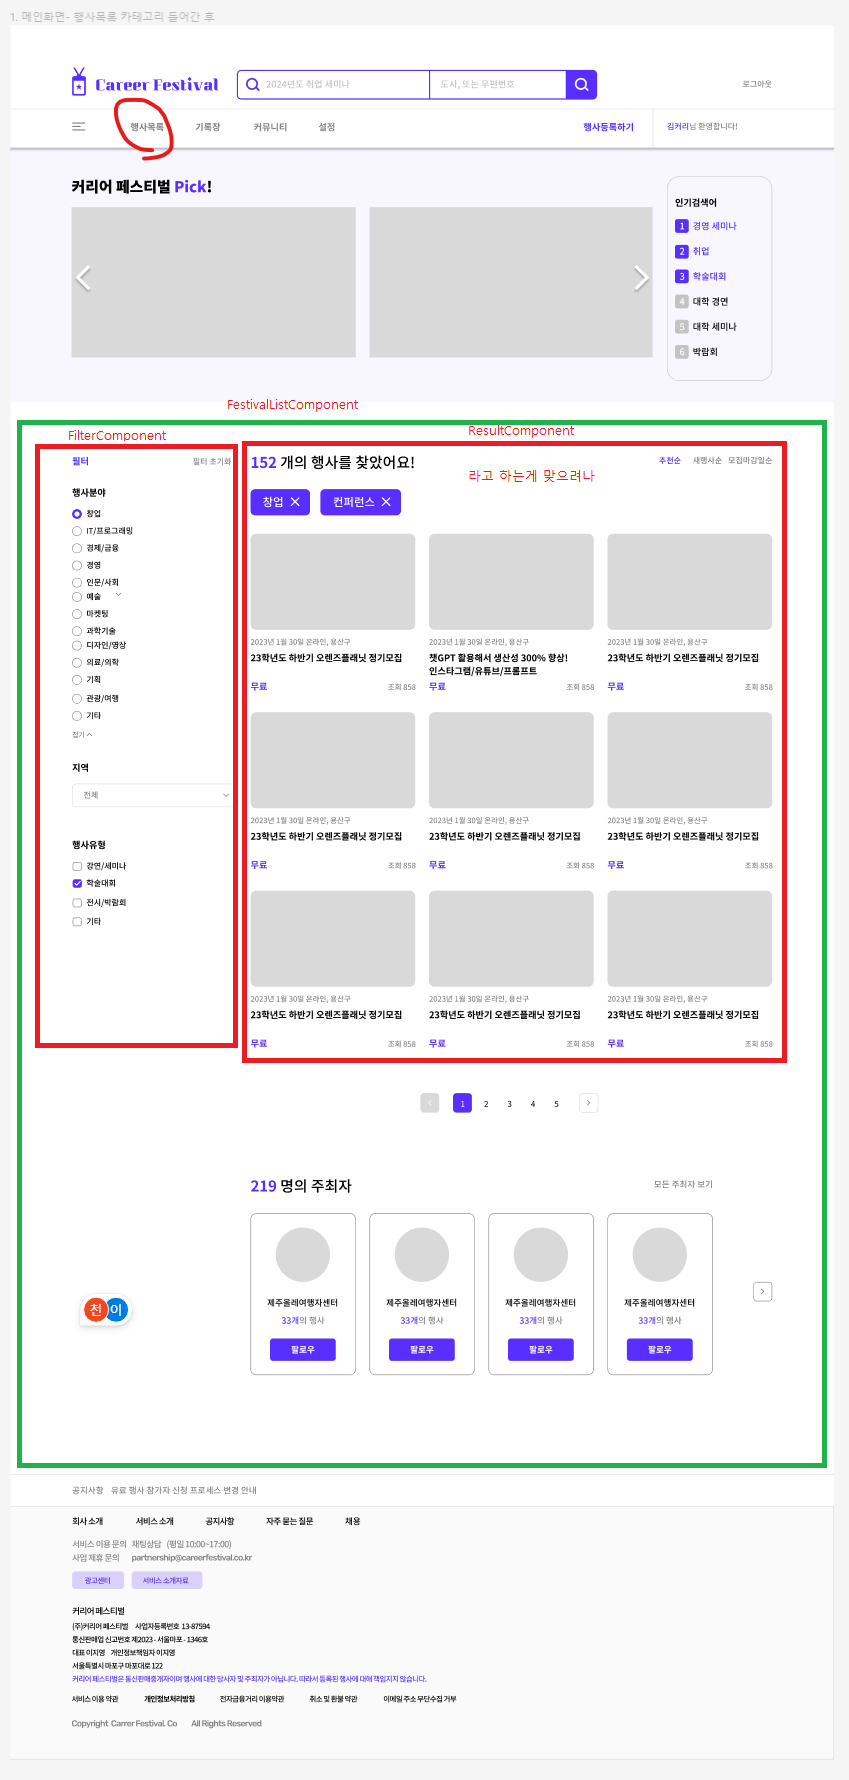 1. 메인화면- 행사목록 카테고리 들어간 후
Career Festival
2024년도 취업 세미나
도시, 또는 우편번호
로그아웃
행사목록
기록장
커뮤니티
설정
행사등록하기
김커리님 환영합니다!
커리어 페스티벌 Pick!
인기검색어
1 경영 세미나
2 취업
3 학술대회
4 대학 경연
5 대학 세미나
6 박람회
FestivalListComponent
FilterComponent
ResultComponent
필터
필터 초기화
행사분야
창업
IT/프로그래밍
경제/금융
경영
인문/사회
예술
마켓팅
과학기술
디자인/영상
의료/의학
기획
관광/여행
기타
접기
지역
전체
행사유형
강연/세미나
학술대회
전시/박람회
기타
152 개의 행사를 찾았어요!
추천순 새행사순 모집마감일순
라고 하는게 맞으려나
창업
컨퍼런스
2023년 1월 30일 온라인, 용산구
23학년도 하반기 오렌즈플래닛 정기모집
무료 조회 858
2023년 1월 30일 온라인, 용산구
챗GPT 활용해서 생산성 300% 향상!
인스타그램/유튜브/프롬프트
무료 조회 858
2023년 1월 30일 온라인, 용산구
23학년도 하반기 오렌즈플래닛 정기모집
무료 조회 858
2023년 1월 30일 온라인, 용산구
23학년도 하반기 오렌즈플래닛 정기모집
무료 조회 858
2023년 1월 30일 온라인, 용산구
23학년도 하반기 오렌즈플래닛 정기모집
무료 조회 858
2023년 1월 30일 온라인, 용산구
23학년도 하반기 오렌즈플래닛 정기모집
무료 조회 858
2023년 1월 30일 온라인, 용산구
23학년도 하반기 오렌즈플래닛 정기모집
무료 조회 858
2023년 1월 30일 온라인, 용산구
23학년도 하반기 오렌즈플래닛 정기모집
무료 조회 858
2023년 1월 30일 온라인, 용산구
23학년도 하반기 오렌즈플래닛 정기모집
무료 조회 858
1 2 3 4 5
219 명의 주최자
모든 주최자 보기
제주올레여행자센터
33개의 행사
팔로우
제주올레여행자센터
33개의 행사
팔로우
제주올레여행자센터
33개의 행사
팔로우
제주올레여행자센터
33개의 행사
팔로우
천 이
공지사항 유료 행사 참가자 신청 프로세스 변경 안내
회사 소개 서비스 소개 공지사항 자주 묻는 질문 채용
서비스 이용 문의 채팅상담 (평일 10:00~17:00)
사업 제휴 문의 partnership@careerfestival.co.kr
광고센터 서비스 소개자료
커리어 페스티벌
(주)커리어 페스티벌 사업자등록번호 13-87594
통신판매업 신고번호 제2023 - 서울마포 - 1346호
대표 이지영 개인정보책임자 이지영
서울특별시 마포구 마포대로 122
커리어 페스티벌은 통신판매중개자이며 행사에 대한 당사자 및 주최자가 아닙니다. 따라서 등록된 행사에 대해 책임지지 않습니다.
서비스 이용 약관 개인정보처리방침 전자금융거리 이용약관 취소 및 환불 약관 이메일 주소 무단수집 거부
Copyright Carrer Festival. Co All Rights Reserved